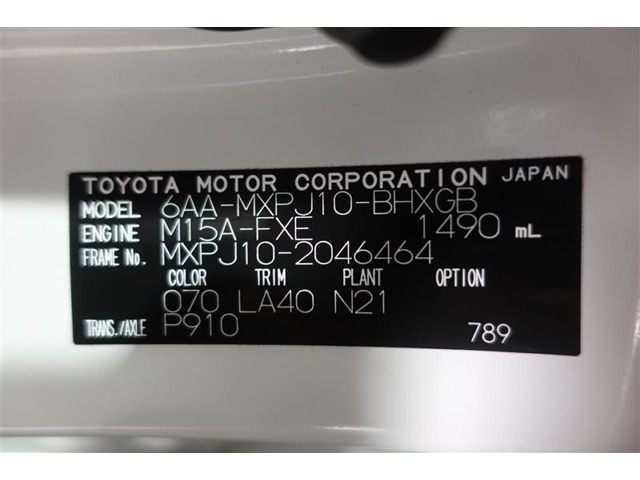 TOYOTA MOTOR CORPORATION JAPAN
MODEL 6AA-MXPJ10-BHXGB
ENGINE M15A-FXE 1490 mL
FRAME No. MXPJ10-2046464
COLOR TRIM PLANT OPTION
070 LA40 N21
TRANS./AXLE P910 789